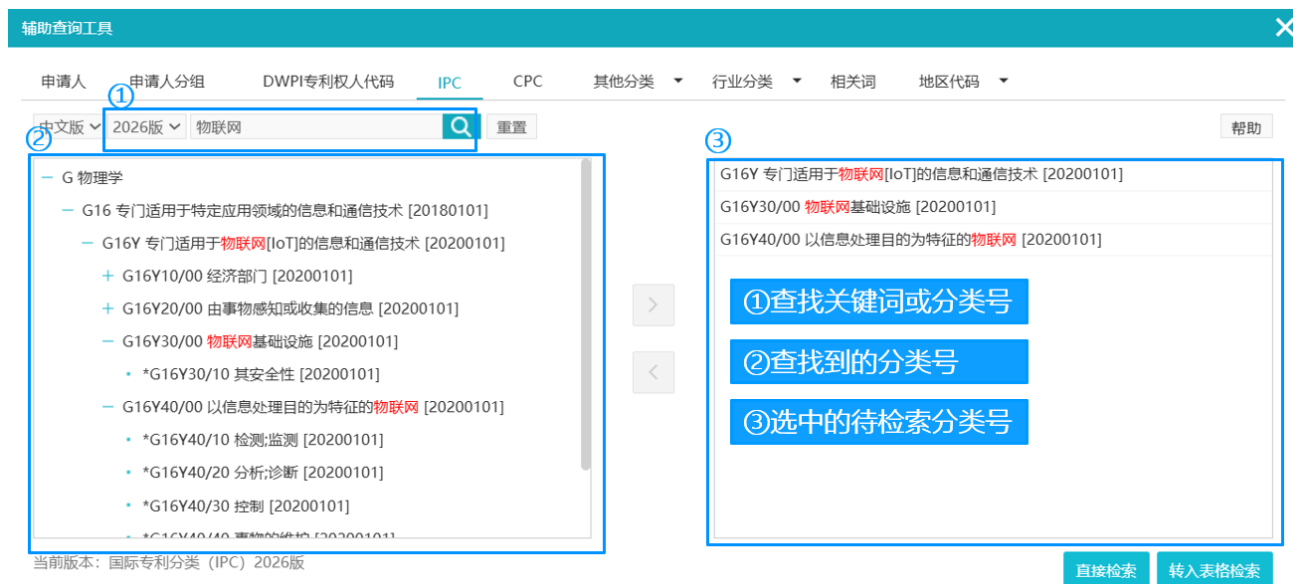 辅助查询工具
申请人 申请人分组 DWPI专利权人代码 IPC CPC 其他分类 行业分类 相关词 地区代码
①
中文版 2026版 物联网 重置 帮助
②
③
G 物理学
G16 专门适用于特定应用领域的信息和通信技术 [20180101]
G16Y 专门适用于物联网[IoT]的信息和通信技术 [20200101]
G16Y10/00 经济部门 [20200101]
G16Y20/00 由事物感知或收集的信息 [20200101]
G16Y30/00 物联网基础设施 [20200101]
*G16Y30/10 其安全性 [20200101]
G16Y40/00 以信息处理目的为特征的物联网 [20200101]
*G16Y40/10 检测;监测 [20200101]
*G16Y40/20 分析;诊断 [20200101]
*G16Y40/30 控制 [20200101]
*G16Y40/40 事物的维护 [20200101]
G16Y 专门适用于物联网[IoT]的信息和通信技术 [20200101]
G16Y30/00 物联网基础设施 [20200101]
G16Y40/00 以信息处理目的为特征的物联网 [20200101]
①查找关键词或分类号
②查找到的分类号
③选中的待检索分类号
当前版本：国际专利分类（IPC）2026版
直接检索 转入表格检索